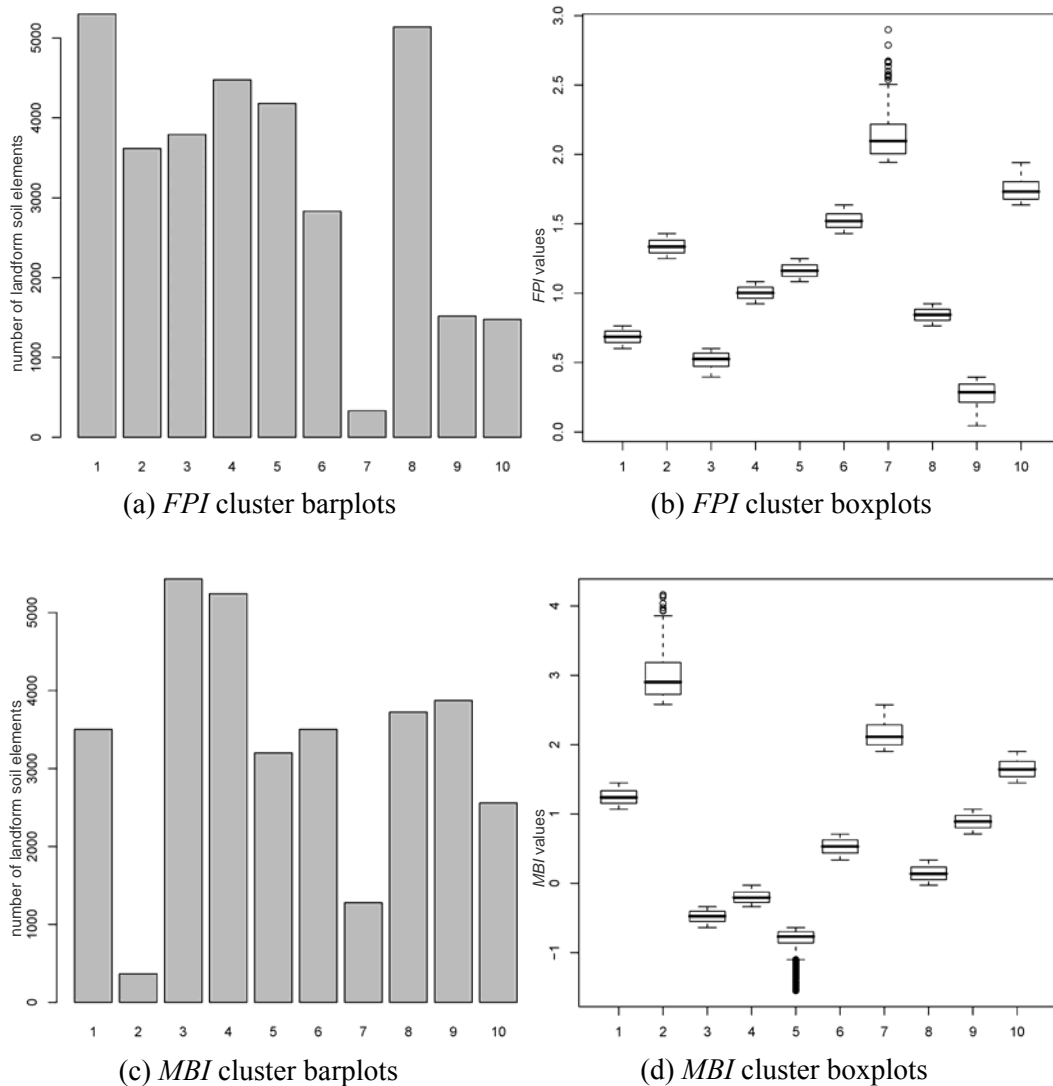 number of landform soil elements
0
1000
2000
3000
4000
5000
1 2 3 4 5 6 7 8 9 10
(a) FPI cluster barplots
FPI values
0.0
0.5
1.0
1.5
2.0
2.5
3.0
1 2 3 4 5 6 7 8 9 10
(b) FPI cluster boxplots
number of landform soil elements
0
1000
2000
3000
4000
5000
1 2 3 4 5 6 7 8 9 10
(c) MBI cluster barplots
MBI values
−1
0
1
2
3
4
1 2 3 4 5 6 7 8 9 10
(d) MBI cluster boxplots